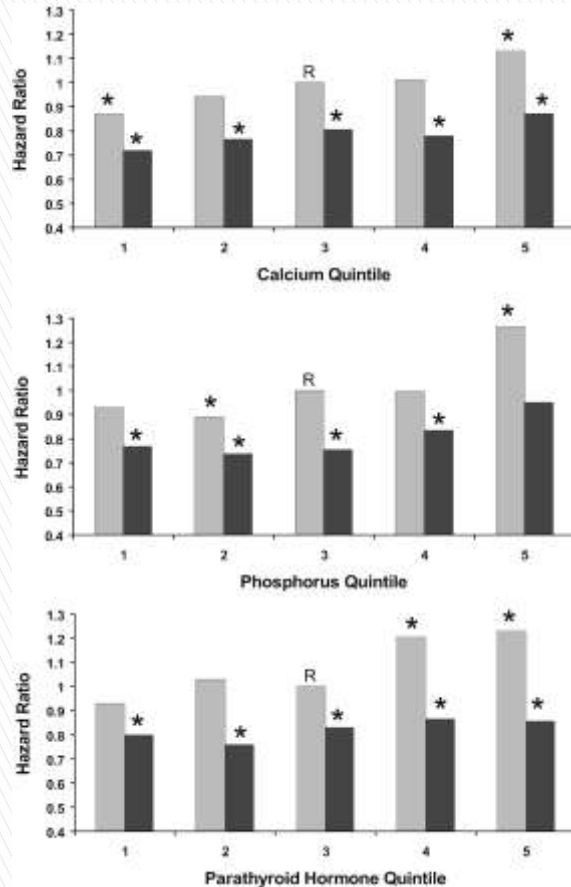 1.3
1.2
1.1
1
0.9
0.8
0.7
0.6
0.5
0.4
Hazard Ratio
* * * R * * * *
1 2 3 4 5
Calcium Quintile
1.3
1.2
1.1
1
0.9
0.8
0.7
0.6
0.5
0.4
Hazard Ratio
* * * R * * *
1 2 3 4 5
Phosphorus Quintile
1.3
1.2
1.1
1
0.9
0.8
0.7
0.6
0.5
0.4
Hazard Ratio
* * R * * * * *
1 2 3 4 5
Parathyroid Hormone Quintile